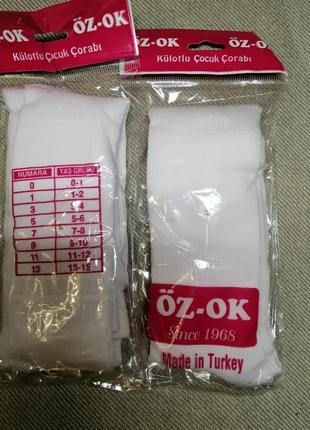 ÖZ-OK
Külotlu Çocuk Çorabı
NUMARA YAŞ GRUBU
0 0-1
1 1-2
3 3-4
5 5-6
7 7-8
9 9-10
11 11-12
13 13-15
ÖZ-OK
Külotlu Çocuk Çorabı
ÖZ-OK
Since 1968
Made in Turkey